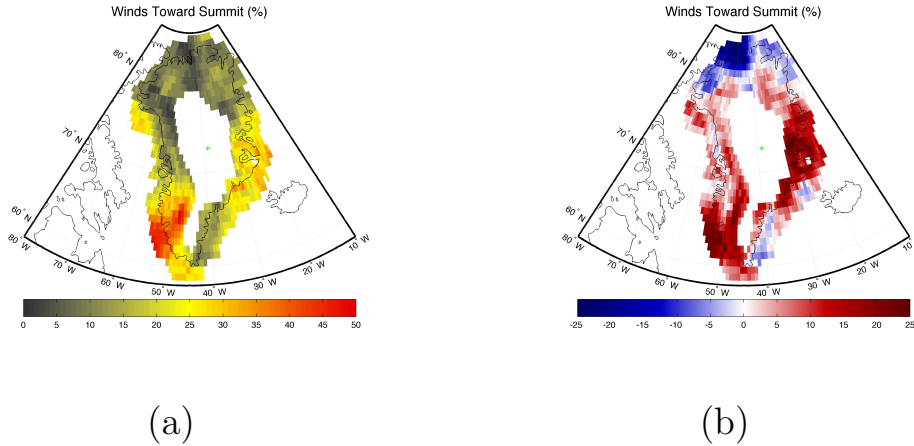 Winds Toward Summit (%)
80° N
70° N
60° N
80° W
70° W
60° W
50° W
40° W
30° W
20° W
10° W
0 5 10 15 20 25 30 35 40 45 50
(a)
Winds Toward Summit (%)
80° N
70° N
60° N
80° W
70° W
60° W
50° W
40° W
30° W
20° W
10° W
-25 -20 -15 -10 -5 0 5 10 15 20 25
(b)